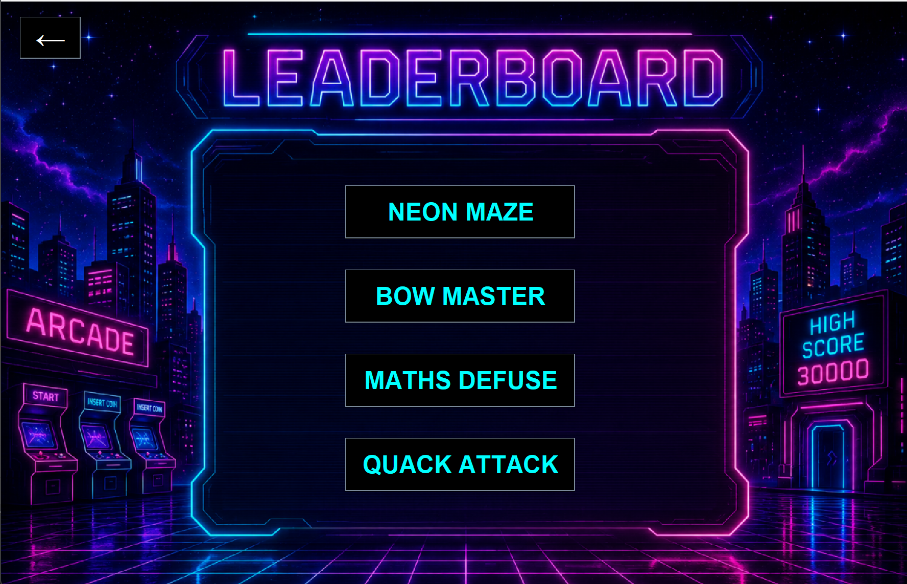 ←
LEADERBOARD
NEON MAZE
BOW MASTER
MATHS DEFUSE
QUACK ATTACK
ARCADE
START
INSERT COIN
INSERT COIN
HIGH
SCORE
30000